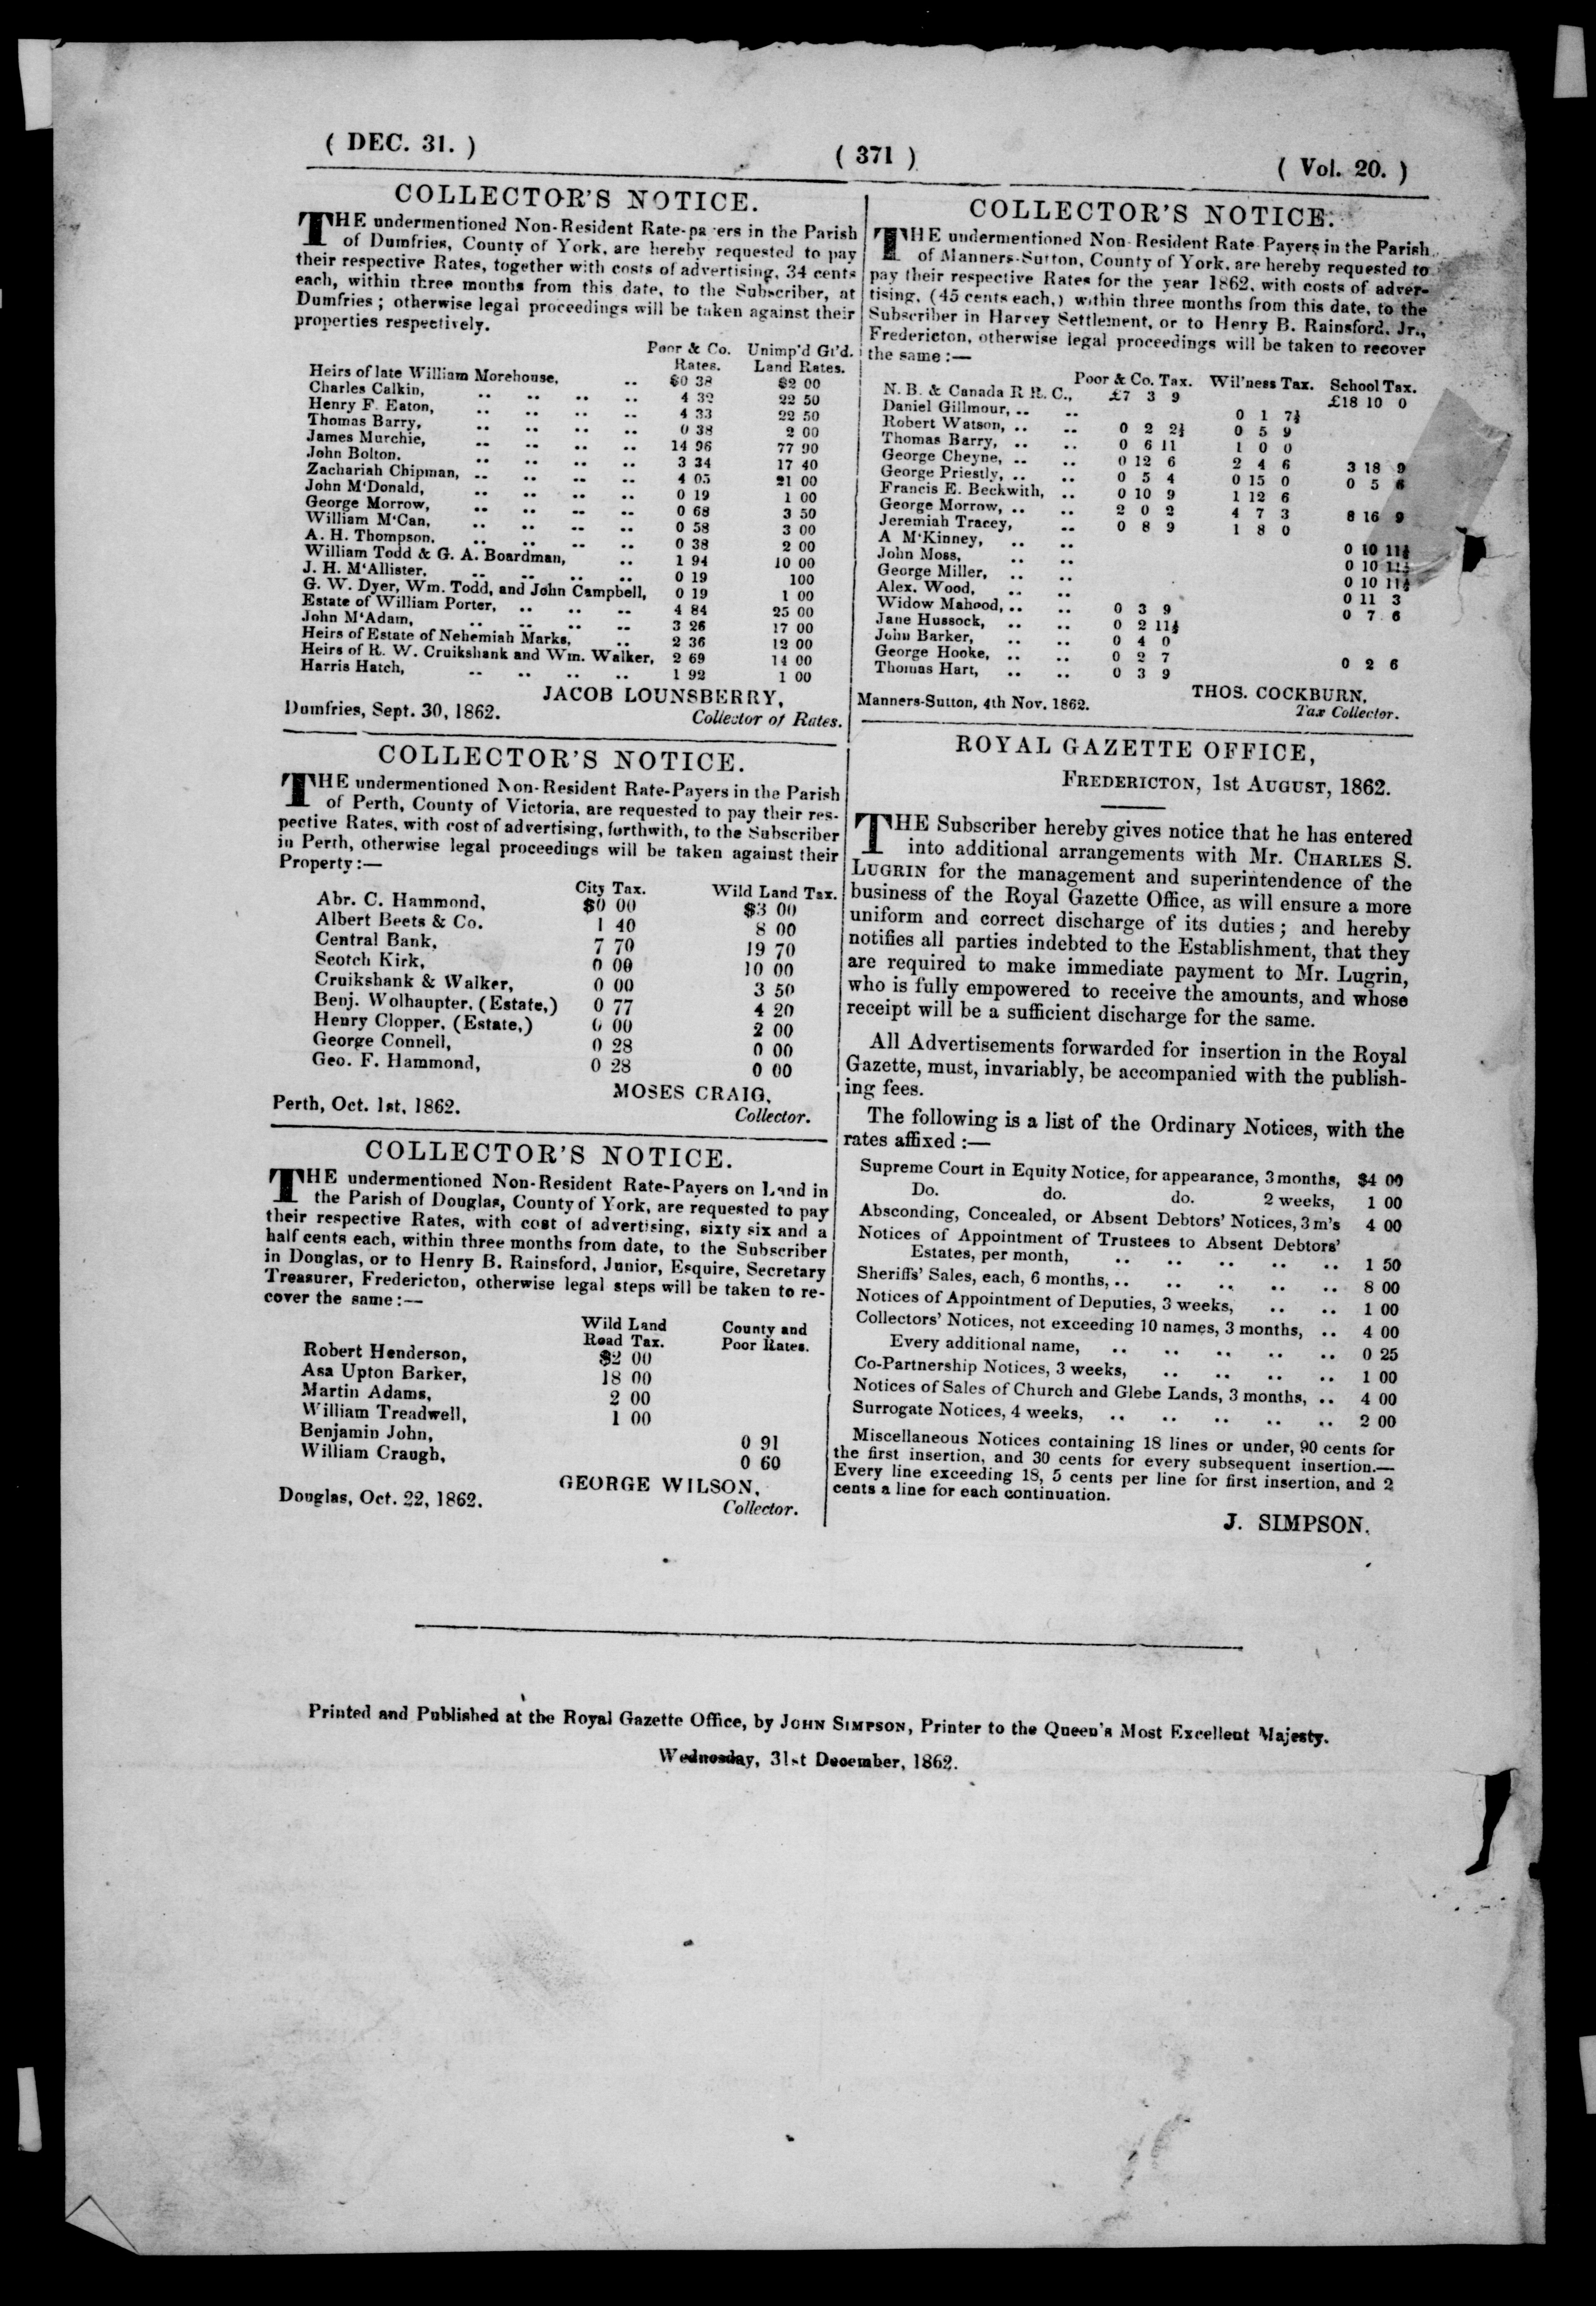 ( DEC. 31. )
( 371 )
( Vol. 20. )
COLLECTOR'S NOTICE.
THE undermentioned Non-Resident Rate-pa ers in the Parish
of Dumfries, County of York, are hereby requested to pay
their respective Rates, together with costs of advertising, 34 cents
each, within three months from this date, to the Subscriber, at
Dumfries; otherwise legal proceedings will be taken against their
properties respectively.
Poor & Co. Unimp'd Gt'd.
Rates. Land Rates.
Heirs of late William Morehouse, .. $0 38 $2 00
Charles Calkin, .. .. .. .. 4 32 22 50
Henry F. Eaton, .. .. .. .. 4 33 22 50
Thomas Barry, .. .. .. .. 0 38 2 00
James Murchie, .. .. .. .. 14 96 77 90
John Bolton, .. .. .. .. 3 34 17 40
Zachariah Chipman, .. .. .. .. 4 05 21 00
John M'Donald, .. .. .. .. 0 19 1 00
George Morrow, .. .. .. .. 0 68 3 50
William M'Can, .. .. .. .. 0 58 3 00
A. H. Thompson, .. .. .. .. 0 38 2 00
William Todd & G. A. Boardman, .. 1 94 10 00
J. H. M'Allister, .. .. .. .. 0 19 100
G. W. Dyer, Wm. Todd, and John Campbell, 0 19 1 00
Estate of William Porter, .. .. .. 4 84 25 00
John M'Adam, .. .. .. .. 3 26 17 00
Heirs of Estate of Nehemiah Marks, .. 2 36 12 00
Heirs of R. W. Cruikshank and Wm. Walker, 2 69 14 00
Harris Hatch, .. .. .. .. 1 92 1 00
JACOB LOUNSBERRY,
Dumfries, Sept. 30, 1862. Collector of Rates.
COLLECTOR'S NOTICE.
THE undermentioned Non-Resident Rate-Payers in the Parish
of Perth, County of Victoria, are requested to pay their res-
pective Rates, with cost of advertising, forthwith, to the Subscriber
in Perth, otherwise legal proceedings will be taken against their
Property:—
City Tax. Wild Land Tax.
Abr. C. Hammond, $0 00 $3 00
Albert Beets & Co. 1 40 8 00
Central Bank, 7 70 19 70
Scotch Kirk, 0 00 10 00
Cruikshank & Walker, 0 00 3 50
Benj. Wolhaupter, (Estate,) 0 77 4 20
Henry Clopper, (Estate,) 0 00 2 00
George Connell, 0 28 0 00
Geo. F. Hammond, 0 28 0 00
MOSES CRAIG,
Perth, Oct. 1st, 1862. Collector.
COLLECTOR'S NOTICE.
THE undermentioned Non-Resident Rate-Payers on Land in
the Parish of Douglas, County of York, are requested to pay
their respective Rates, with cost of advertising, sixty six and a
half cents each, within three months from date, to the Subscriber
in Douglas, or to Henry B. Rainsford, Junior, Esquire, Secretary
Treasurer, Fredericton, otherwise legal steps will be taken to re-
cover the same:—
Wild Land County and
Road Tax. Poor Rates.
Robert Henderson, $2 00
Asa Upton Barker, 18 00
Martin Adams, 2 00
William Treadwell, 1 00
Benjamin John, 0 91
William Craugh, 0 60
GEORGE WILSON,
Douglas, Oct. 22, 1862. Collector.
COLLECTOR'S NOTICE.
THE undermentioned Non-Resident Rate Payers in the Parish
of Manners-Sutton, County of York, are hereby requested to
pay their respective Rates for the year 1862, with costs of adver-
tising, (45 cents each,) within three months from this date, to the
Subscriber in Harvey Settlement, or to Henry B. Rainsford, Jr.,
Fredericton, otherwise legal proceedings will be taken to recover
the same:—
Poor & Co. Tax. Wil'ness Tax. School Tax.
N. B. & Canada R R. C., £7 3 9 £18 10 0
Daniel Gillmour, .. .. 0 1 7½
Robert Watson, .. .. 0 2 2½ 0 5 9
Thomas Barry, .. .. 0 6 11 1 0 0
George Cheyne, .. .. 0 12 6 2 4 6 3 18 9
George Priestly, .. .. 0 5 4 0 15 0 0 5 6
Francis E. Beckwith, .. 0 10 9 1 12 6
George Morrow, .. .. 2 0 2 4 7 3 8 16 9
Jeremiah Tracey, .. 0 8 9 1 8 0
A M'Kinney, .. .. 0 10 11½
John Moss, .. .. 0 10 11½
George Miller, .. .. 0 10 11½
Alex. Wood, .. .. 0 11 3
Widow Mahood, .. .. 0 3 9 0 7 6
Jane Hussock, .. .. 0 2 11½
John Barker, .. .. 0 4 0
George Hooke, .. .. 0 2 7 0 2 6
Thomas Hart, .. .. 0 3 9
THOS. COCKBURN,
Manners-Sutton, 4th Nov. 1862. Tax Collector.
ROYAL GAZETTE OFFICE,
FREDERICTON, 1st AUGUST, 1862.
THE Subscriber hereby gives notice that he has entered
into additional arrangements with Mr. CHARLES S.
LUGRIN for the management and superintendence of the
business of the Royal Gazette Office, as will ensure a more
uniform and correct discharge of its duties; and hereby
notifies all parties indebted to the Establishment, that they
are required to make immediate payment to Mr. Lugrin,
who is fully empowered to receive the amounts, and whose
receipt will be a sufficient discharge for the same.
All Advertisements forwarded for insertion in the Royal
Gazette, must, invariably, be accompanied with the publish-
ing fees.
The following is a list of the Ordinary Notices, with the
rates affixed:—
Supreme Court in Equity Notice, for appearance, 3 months, $4 00
Do. do. do. 2 weeks, 1 00
Absconding, Concealed, or Absent Debtors' Notices, 3 m's 4 00
Notices of Appointment of Trustees to Absent Debtors'
Estates, per month, .. .. .. .. .. 1 50
Sheriffs' Sales, each, 6 months, .. .. .. .. .. 8 00
Notices of Appointment of Deputies, 3 weeks, .. .. 1 00
Collectors' Notices, not exceeding 10 names, 3 months, .. 4 00
Every additional name, .. .. .. .. .. 0 25
Co-Partnership Notices, 3 weeks, .. .. .. .. 1 00
Notices of Sales of Church and Glebe Lands, 3 months, .. 4 00
Surrogate Notices, 4 weeks, .. .. .. .. .. 2 00
Miscellaneous Notices containing 18 lines or under, 90 cents for
the first insertion, and 30 cents for every subsequent insertion.—
Every line exceeding 18, 5 cents per line for first insertion, and 2
cents a line for each continuation.
J. SIMPSON.
Printed and Published at the Royal Gazette Office, by JOHN SIMPSON, Printer to the Queen's Most Excellent Majesty.
Wednesday, 31st December, 1862.